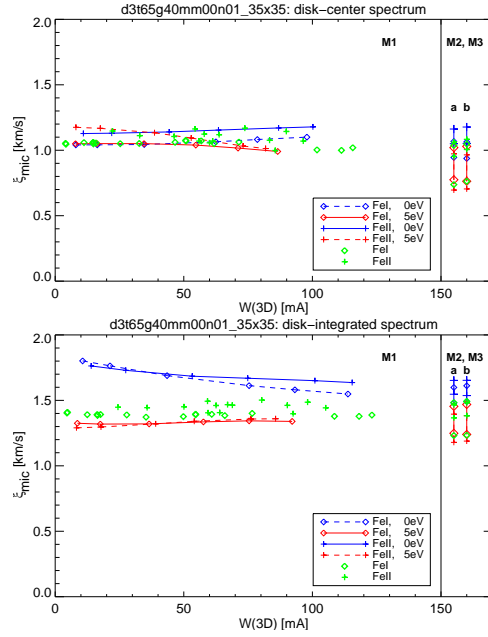 d3t65g40mm00n01_35x35: disk−center spectrum
2.0
1.5
1.0
0.5
0.0
ξmic [km/s]
M1
M2, M3
a b
FeI, 0eV
FeI, 5eV
FeII, 0eV
FeII, 5eV
FeI
FeII
0 50 100 150
W(3D) [mA]
d3t65g40mm00n01_35x35: disk−integrated spectrum
2.0
1.5
1.0
0.5
0.0
ξmic [km/s]
M1
M2, M3
a b
FeI, 0eV
FeI, 5eV
FeII, 0eV
FeII, 5eV
FeI
FeII
0 50 100 150
W(3D) [mA]